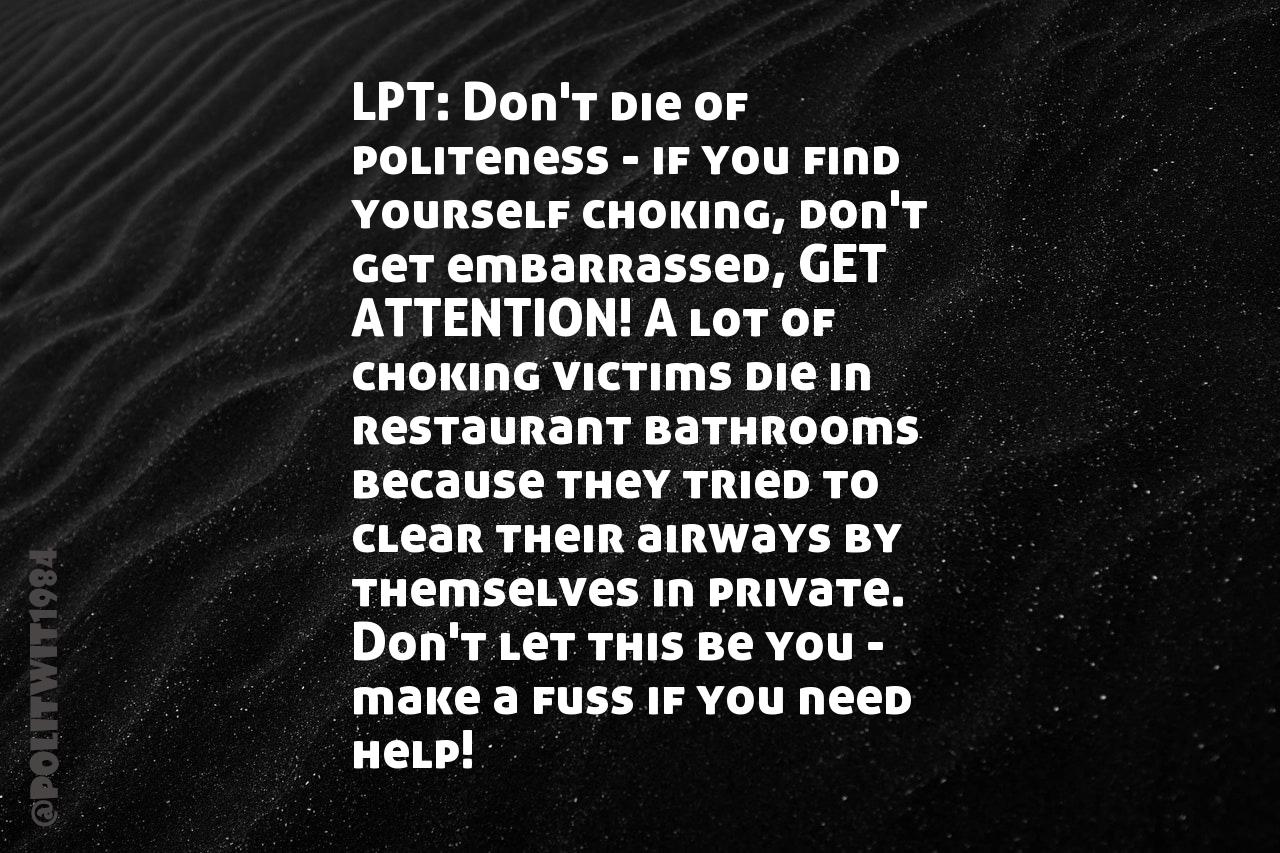 LPT: Don't die of
politeness - if you find
yourself choking, don't
get embarrassed, GET
ATTENTION! A lot of
choking victims die in
restaurant bathrooms
because they tried to
clear their airways by
themselves in private.
Don't let this be you -
make a fuss if you need
help!
@POLITWIT1984